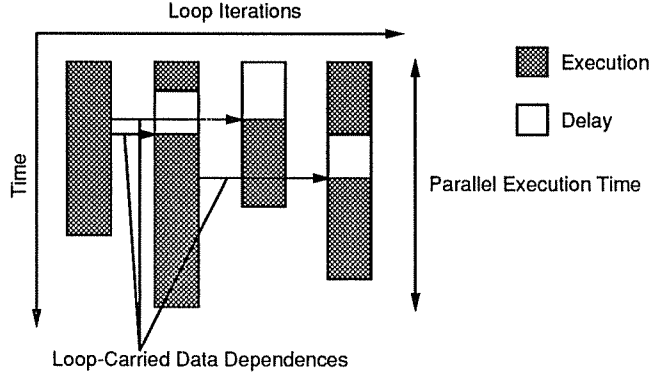 Loop Iterations
Execution
Delay
Time
Parallel Execution Time
Loop-Carried Data Dependences